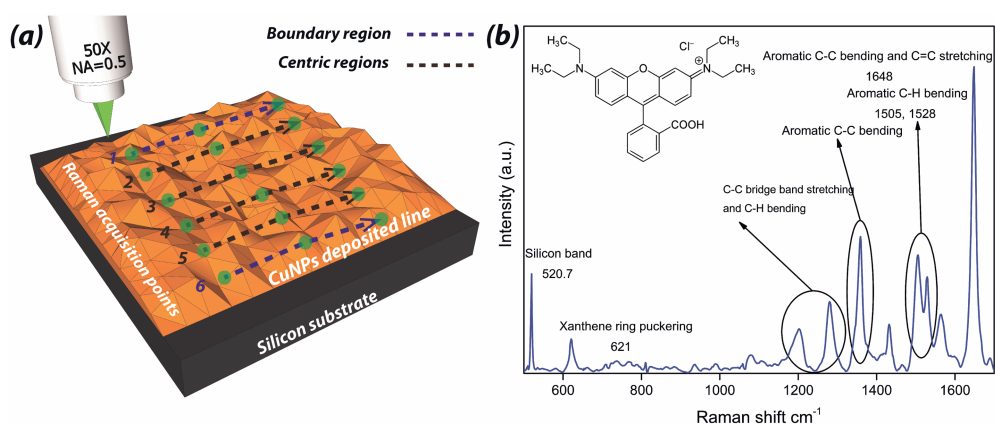 (a)
50X
NA=0.5
Boundary region
Centric regions
1
2
3
4
5
6
Raman acquisition points
CuNPs deposited line
Silicon substrate
(b)
Intensity (a.u.)
Cl⁻
H₃C
N
H₃C
O
N⁺
CH₃
CH₃
COOH
Aromatic C-C bending and C=C stretching
1648
Aromatic C-H bending
1505, 1528
Aromatic C-C bending
C-C bridge band stretching
and C-H bending
Silicon band
520.7
Xanthene ring puckering
621
600 800 1000 1200 1400 1600
Raman shift cm⁻¹